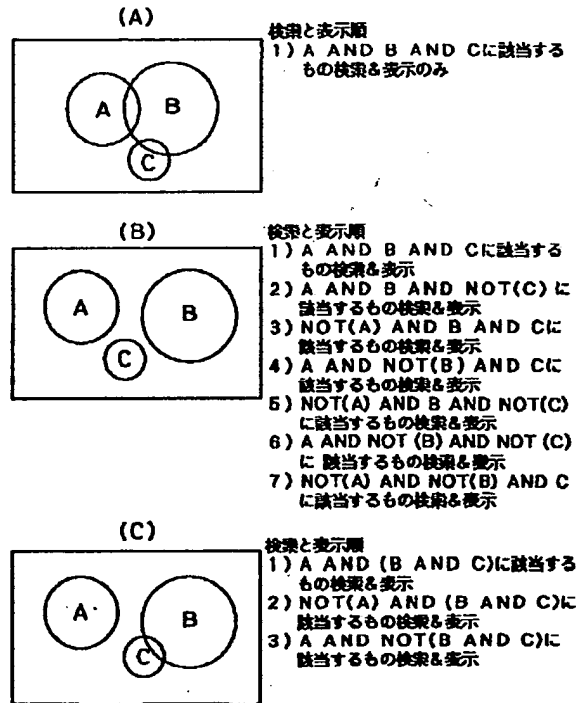 (A)
A
B
C
検索と表示順
1) A AND B AND Cに該当する
もの検索&表示のみ
(B)
A
B
C
検索と表示順
1) A AND B AND Cに該当する
もの検索&表示
2) A AND B AND NOT(C) に
該当するもの検索&表示
3) NOT(A) AND B AND Cに
該当するもの検索&表示
4) A AND NOT(B) AND Cに
該当するもの検索&表示
5) NOT(A) AND B AND NOT(C)
に該当するもの検索&表示
6) A AND NOT (B) AND NOT (C)
に 該当するもの検索&表示
7) NOT(A) AND NOT(B) AND C
に該当するもの検索&表示
(C)
A
B
C
検索と表示順
1) A AND (B AND C)に該当する
もの検索&表示
2) NOT(A) AND (B AND C)に
該当するもの検索&表示
3) A AND NOT(B AND C)に
該当するもの検索&表示